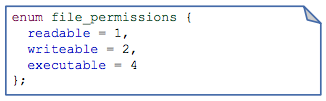 enum file_permissions {
  readable = 1,
  writeable = 2,
  executable = 4
};